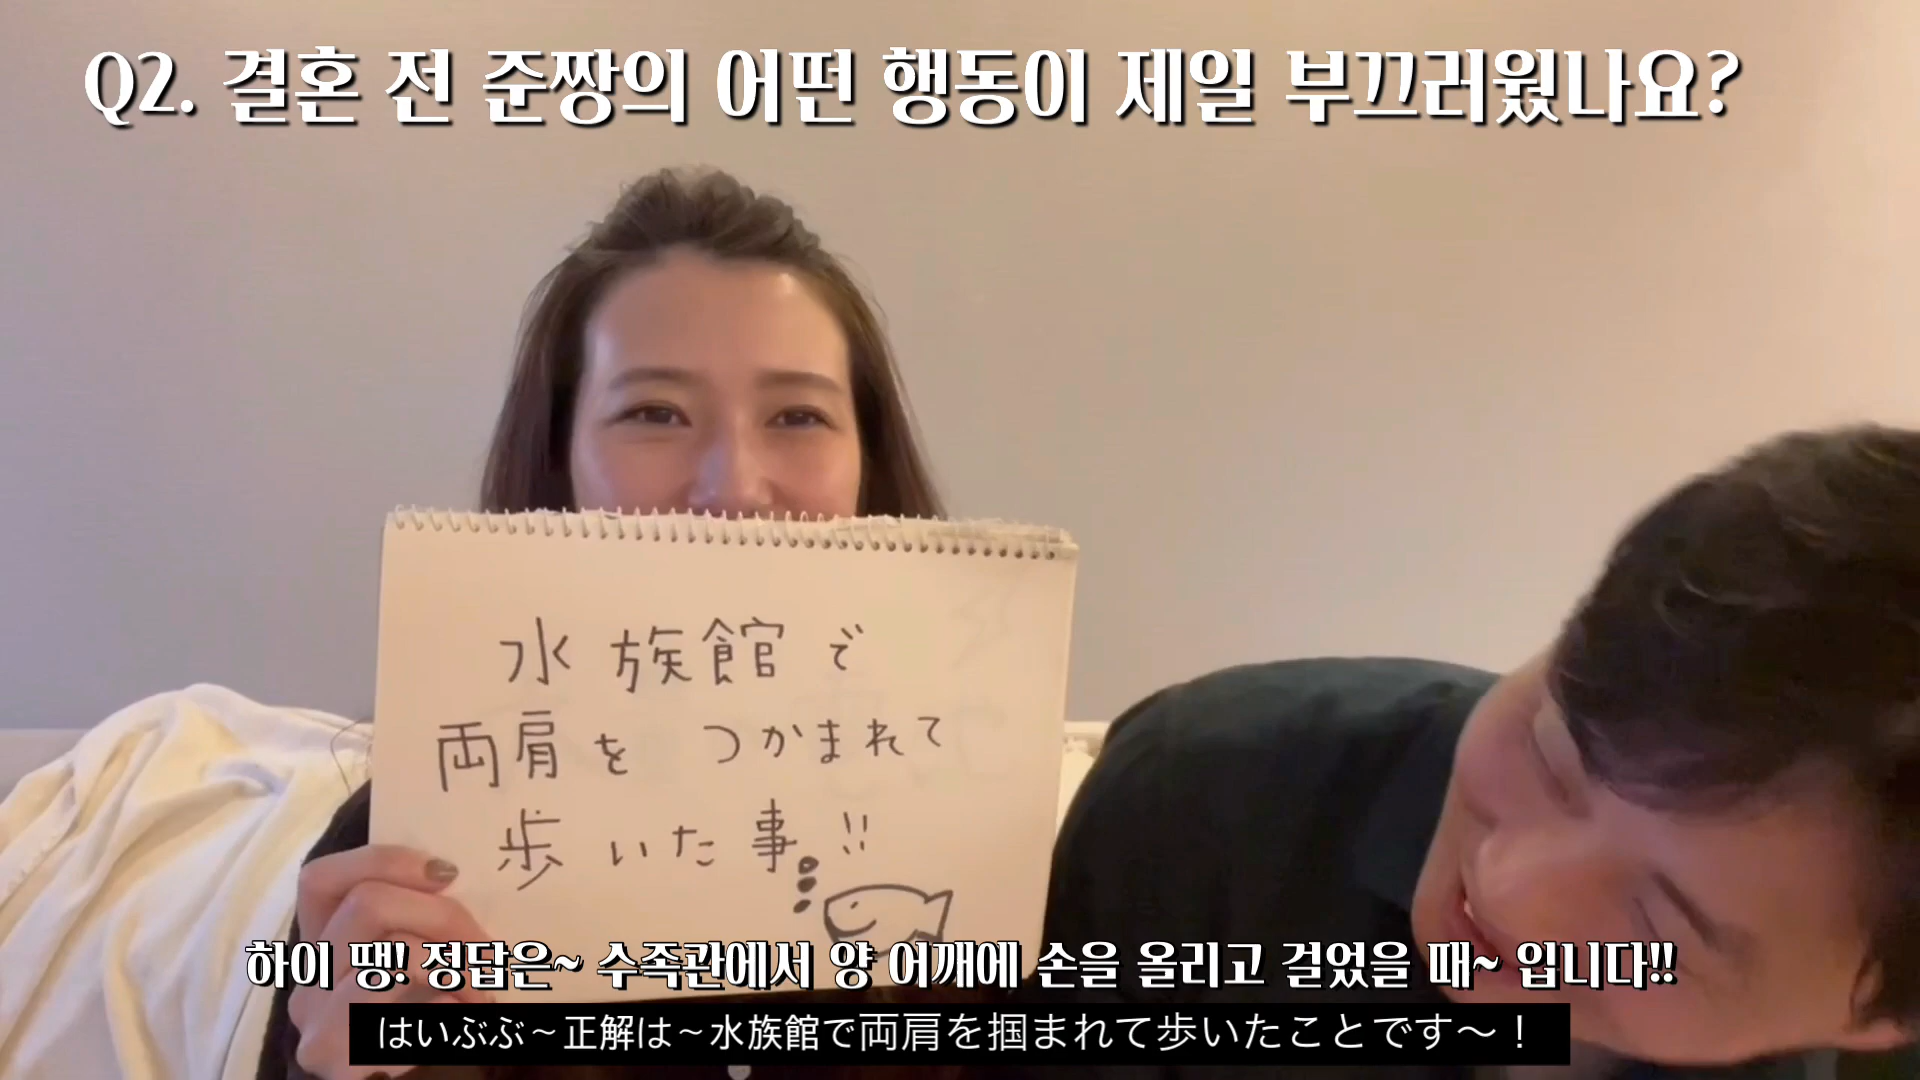 Q2. 결혼 전 준짱의 어떤 행동이 제일 부끄러웠나요?
水族館で
両肩をつかまれて
歩いた事!!
하이 땡! 정답은~ 수족관에서 양 어깨에 손을 올리고 걸었을 때~ 입니다!!
はいぶぶ～正解は～水族館で両肩を掴まれて歩いたことです〜！